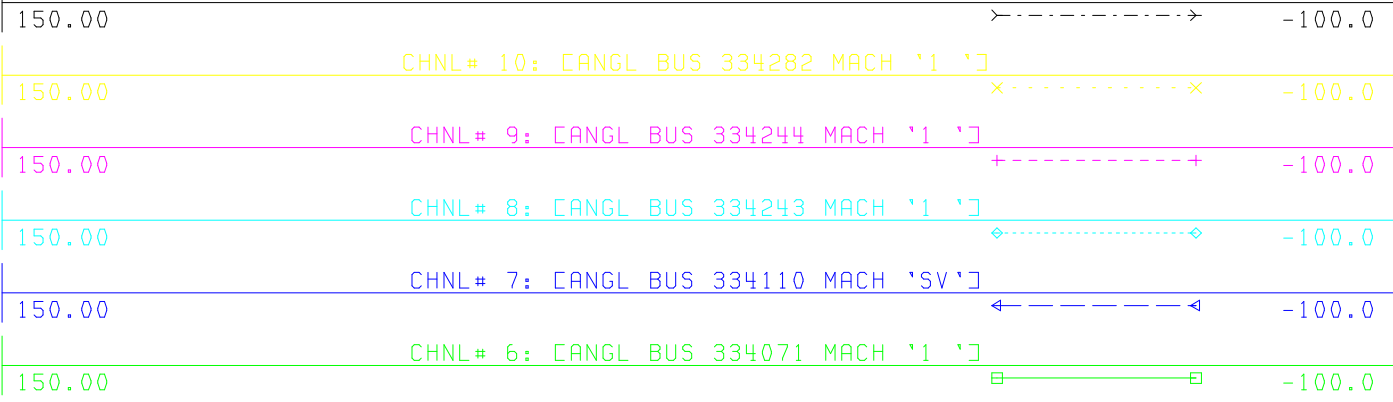 150.00 -100.0
CHNL# 10: [ANGL BUS 334282 MACH '1 ']
150.00 -100.0
CHNL# 9: [ANGL BUS 334244 MACH '1 ']
150.00 -100.0
CHNL# 8: [ANGL BUS 334243 MACH '1 ']
150.00 -100.0
CHNL# 7: [ANGL BUS 334110 MACH 'SV']
150.00 -100.0
CHNL# 6: [ANGL BUS 334071 MACH '1 ']
150.00 -100.0